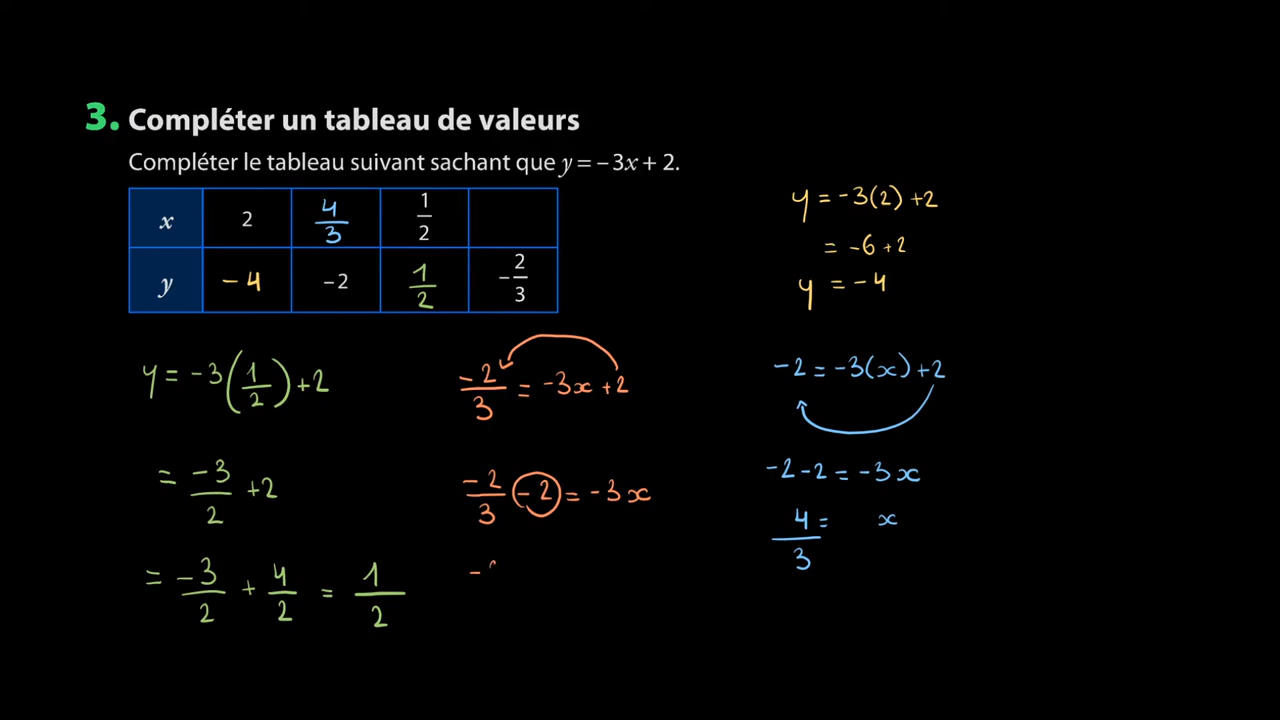 3. Compléter un tableau de valeurs
Compléter le tableau suivant sachant que y = –3x + 2.
x 2 4/3 1/2
y -4 -2 1/2 -2/3
y = -3(2) +2
= -6 +2
y = -4
y = -3(1/2) +2
= -3/2 +2
= -3/2 + 4/2 = 1/2
-2/3 = -3x +2
-2/3 -2 = -3x
-
-2 = -3(x) +2
-2 -2 = -3x
4/3 = x